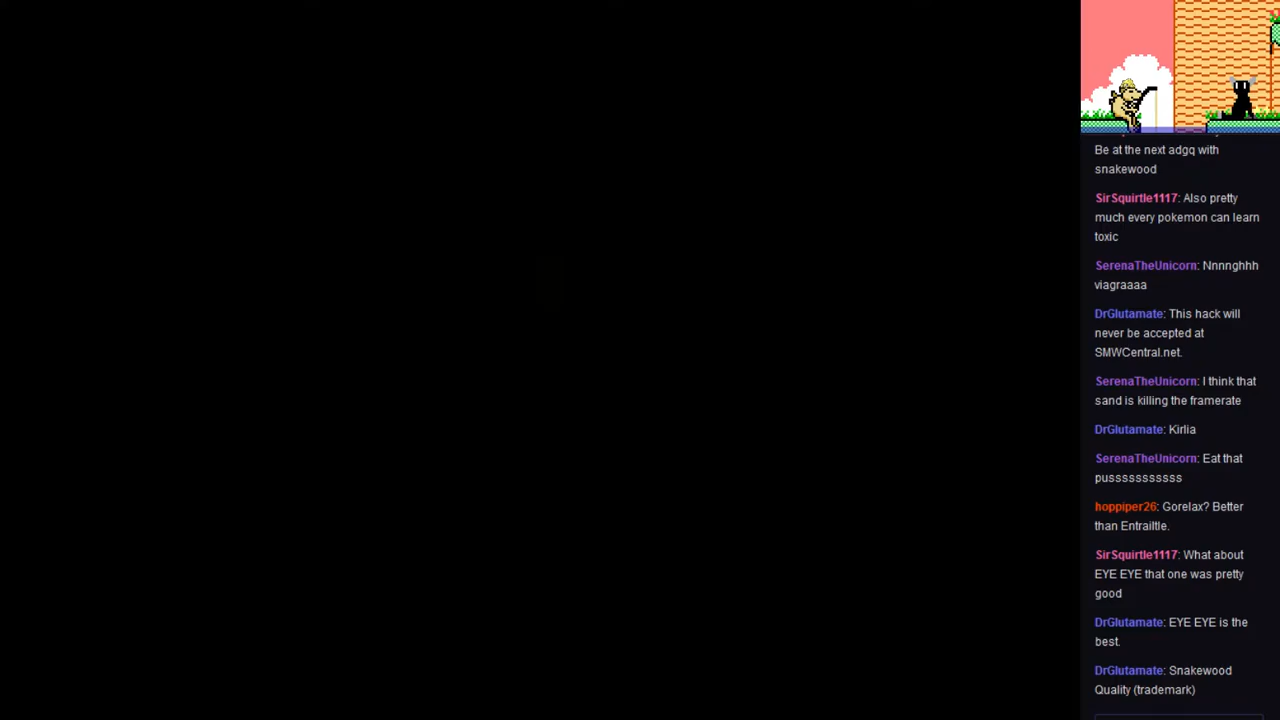 Be at the next adgq with
snakewood
SirSquirtle1117: Also pretty
much every pokemon can learn
toxic
SerenaTheUnicorn: Nnnnghhh
viagraaaa
DrGlutamate: This hack will
never be accepted at
SMWCentral.net.
SerenaTheUnicorn: I think that
sand is killing the framerate
DrGlutamate: Kirlia
SerenaTheUnicorn: Eat that
pusssssssssss
hoppiper26: Gorelax? Better
than Entrailtle.
SirSquirtle1117: What about
EYE EYE that one was pretty
good
DrGlutamate: EYE EYE is the
best.
DrGlutamate: Snakewood
Quality (trademark)